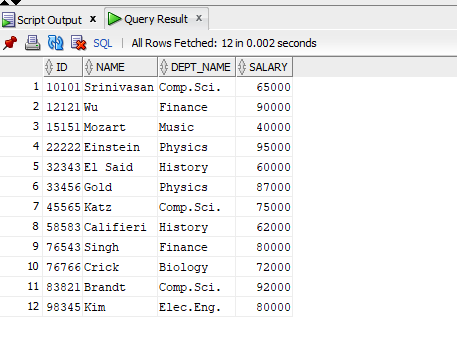 Script Output x Query Result x
SQL | All Rows Fetched: 12 in 0.002 seconds
ID NAME DEPT_NAME SALARY
1 10101 Srinivasan Comp.Sci. 65000
2 12121 Wu Finance 90000
3 15151 Mozart Music 40000
4 22222 Einstein Physics 95000
5 32343 El Said History 60000
6 33456 Gold Physics 87000
7 45565 Katz Comp.Sci. 75000
8 58583 Califieri History 62000
9 76543 Singh Finance 80000
10 76766 Crick Biology 72000
11 83821 Brandt Comp.Sci. 92000
12 98345 Kim Elec.Eng. 80000